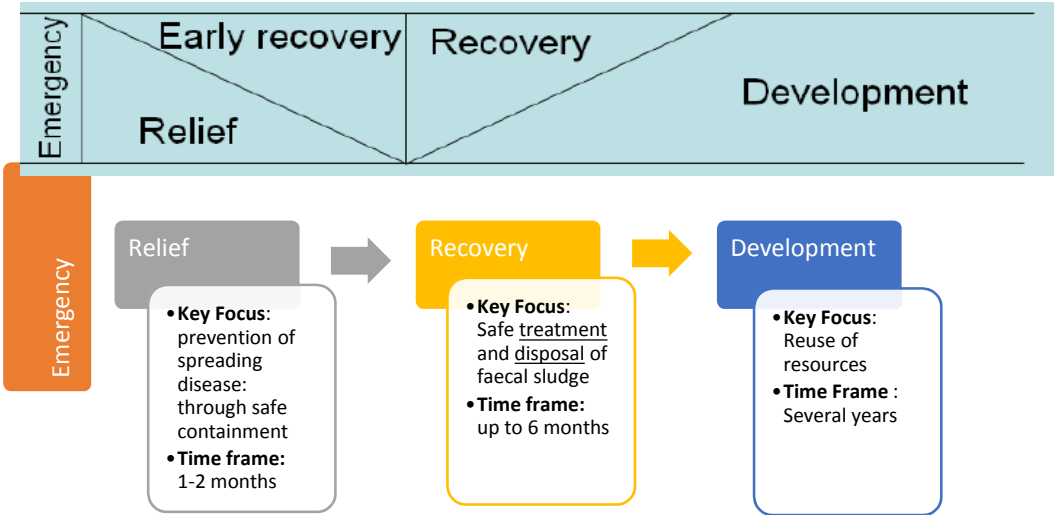 Emergency
Early recovery
Recovery
Relief
Development
Emergency
Relief
•Key Focus:
prevention of
spreading
disease:
through safe
containment
•Time frame:
1-2 months
Recovery
•Key Focus:
Safe treatment
and disposal of
faecal sludge
•Time frame:
up to 6 months
Development
•Key Focus:
Reuse of
resources
•Time Frame :
Several years